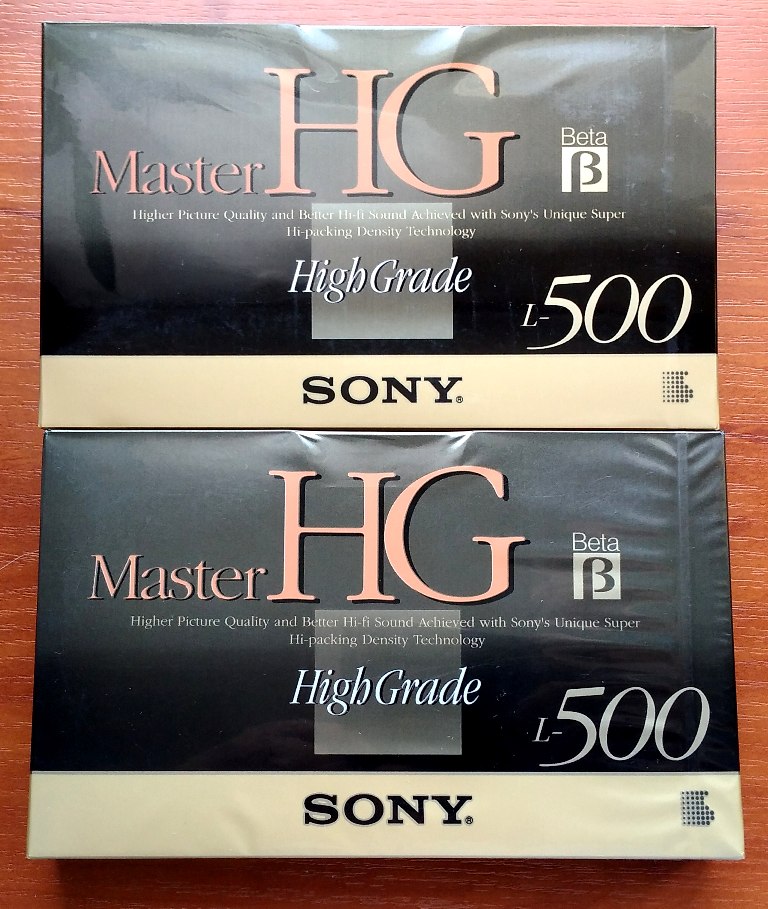 Master HG
Beta
β
Higher Picture Quality and Better Hi-fi Sound Achieved with Sony's Unique Super
Hi-packing Density Technology
High Grade
L-500
SONY®
Master HG
Beta
β
Higher Picture Quality and Better Hi-fi Sound Achieved with Sony's Unique Super
Hi-packing Density Technology
High Grade
L-500
SONY®